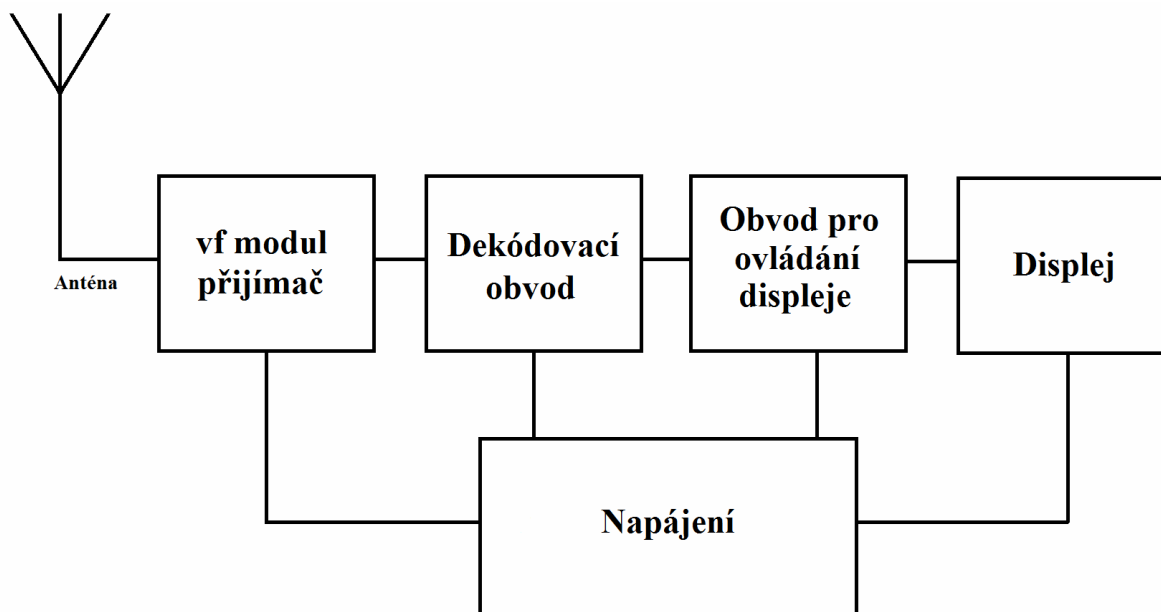 Anténa
vf modul
přijímač
Dekódovací
obvod
Obvod pro
ovládání
displeje
Displej
Napájení